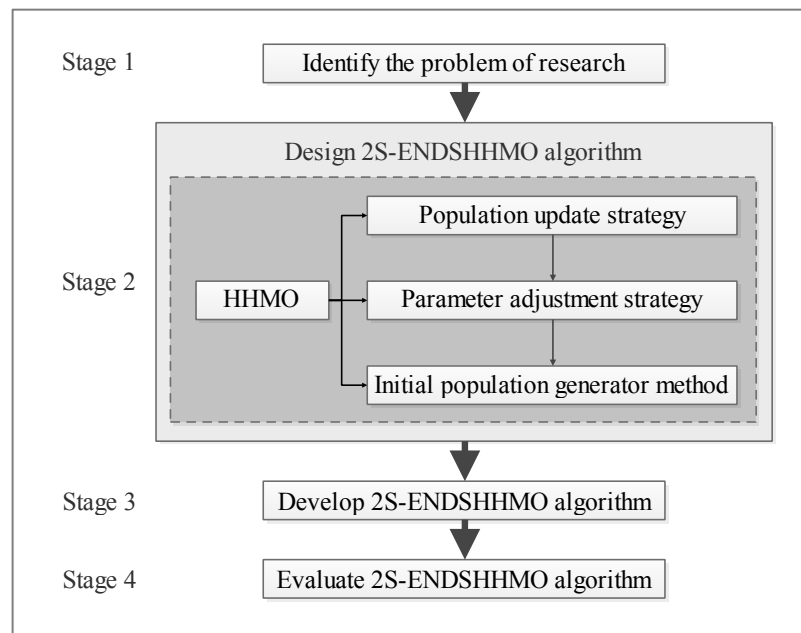 Stage 1
Identify the problem of research
Design 2S-ENDSHHMO algorithm
Stage 2
HHMO
Population update strategy
Parameter adjustment strategy
Initial population generator method
Stage 3
Develop 2S-ENDSHHMO algorithm
Stage 4
Evaluate 2S-ENDSHHMO algorithm